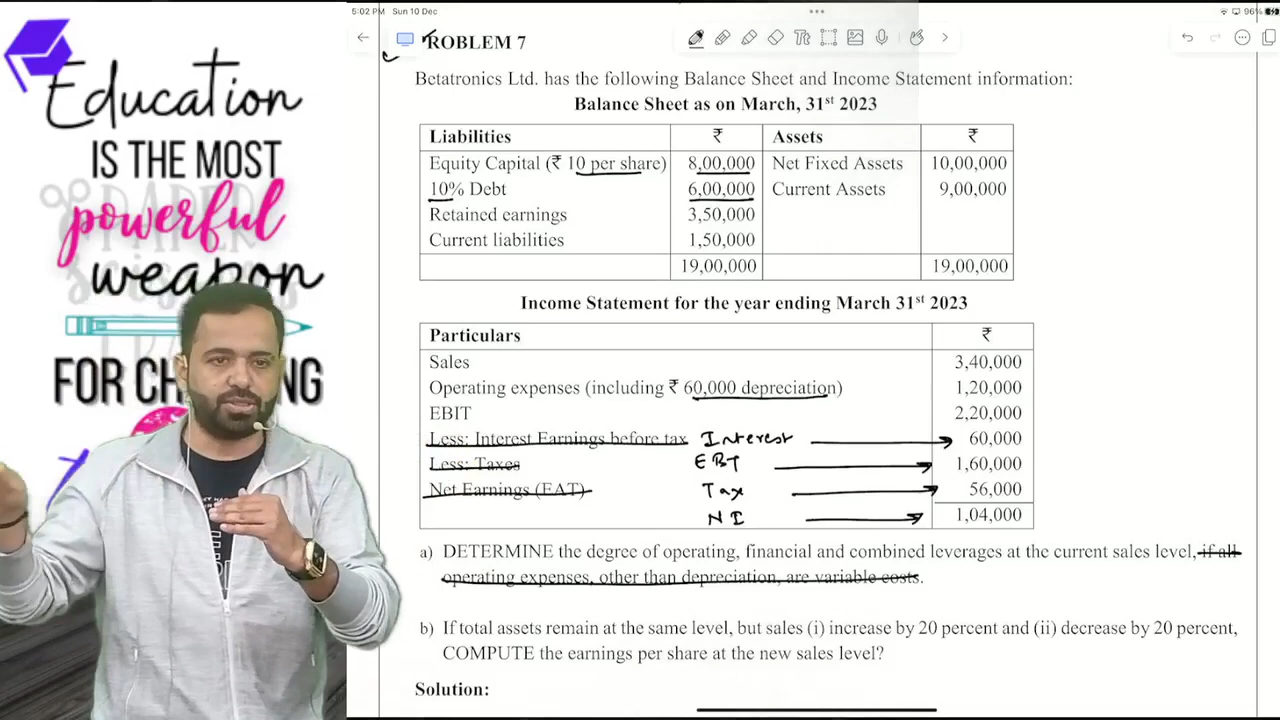 5:02 PM Sun 10 Dec
96%
Education
IS THE MOST
powerful
weapon
FOR CH NG
ROBLEM 7
Betatronics Ltd. has the following Balance Sheet and Income Statement information:
Balance Sheet as on March, 31st 2023
Liabilities ₹ Assets ₹
Equity Capital (₹ 10 per share) 8,00,000 Net Fixed Assets 10,00,000
10% Debt 6,00,000 Current Assets 9,00,000
Retained earnings 3,50,000
Current liabilities 1,50,000
19,00,000 19,00,000
Income Statement for the year ending March 31st 2023
Particulars ₹
Sales 3,40,000
Operating expenses (including ₹ 60,000 depreciation) 1,20,000
EBIT 2,20,000
Less: Interest Earnings before tax Interest 60,000
Less: Taxes EBT 1,60,000
Net Earnings (EAT) Tax 56,000
NI 1,04,000
a) DETERMINE the degree of operating, financial and combined leverages at the current sales level, if all
operating expenses, other than depreciation, are variable costs.
b) If total assets remain at the same level, but sales (i) increase by 20 percent and (ii) decrease by 20 percent,
COMPUTE the earnings per share at the new sales level?
Solution: